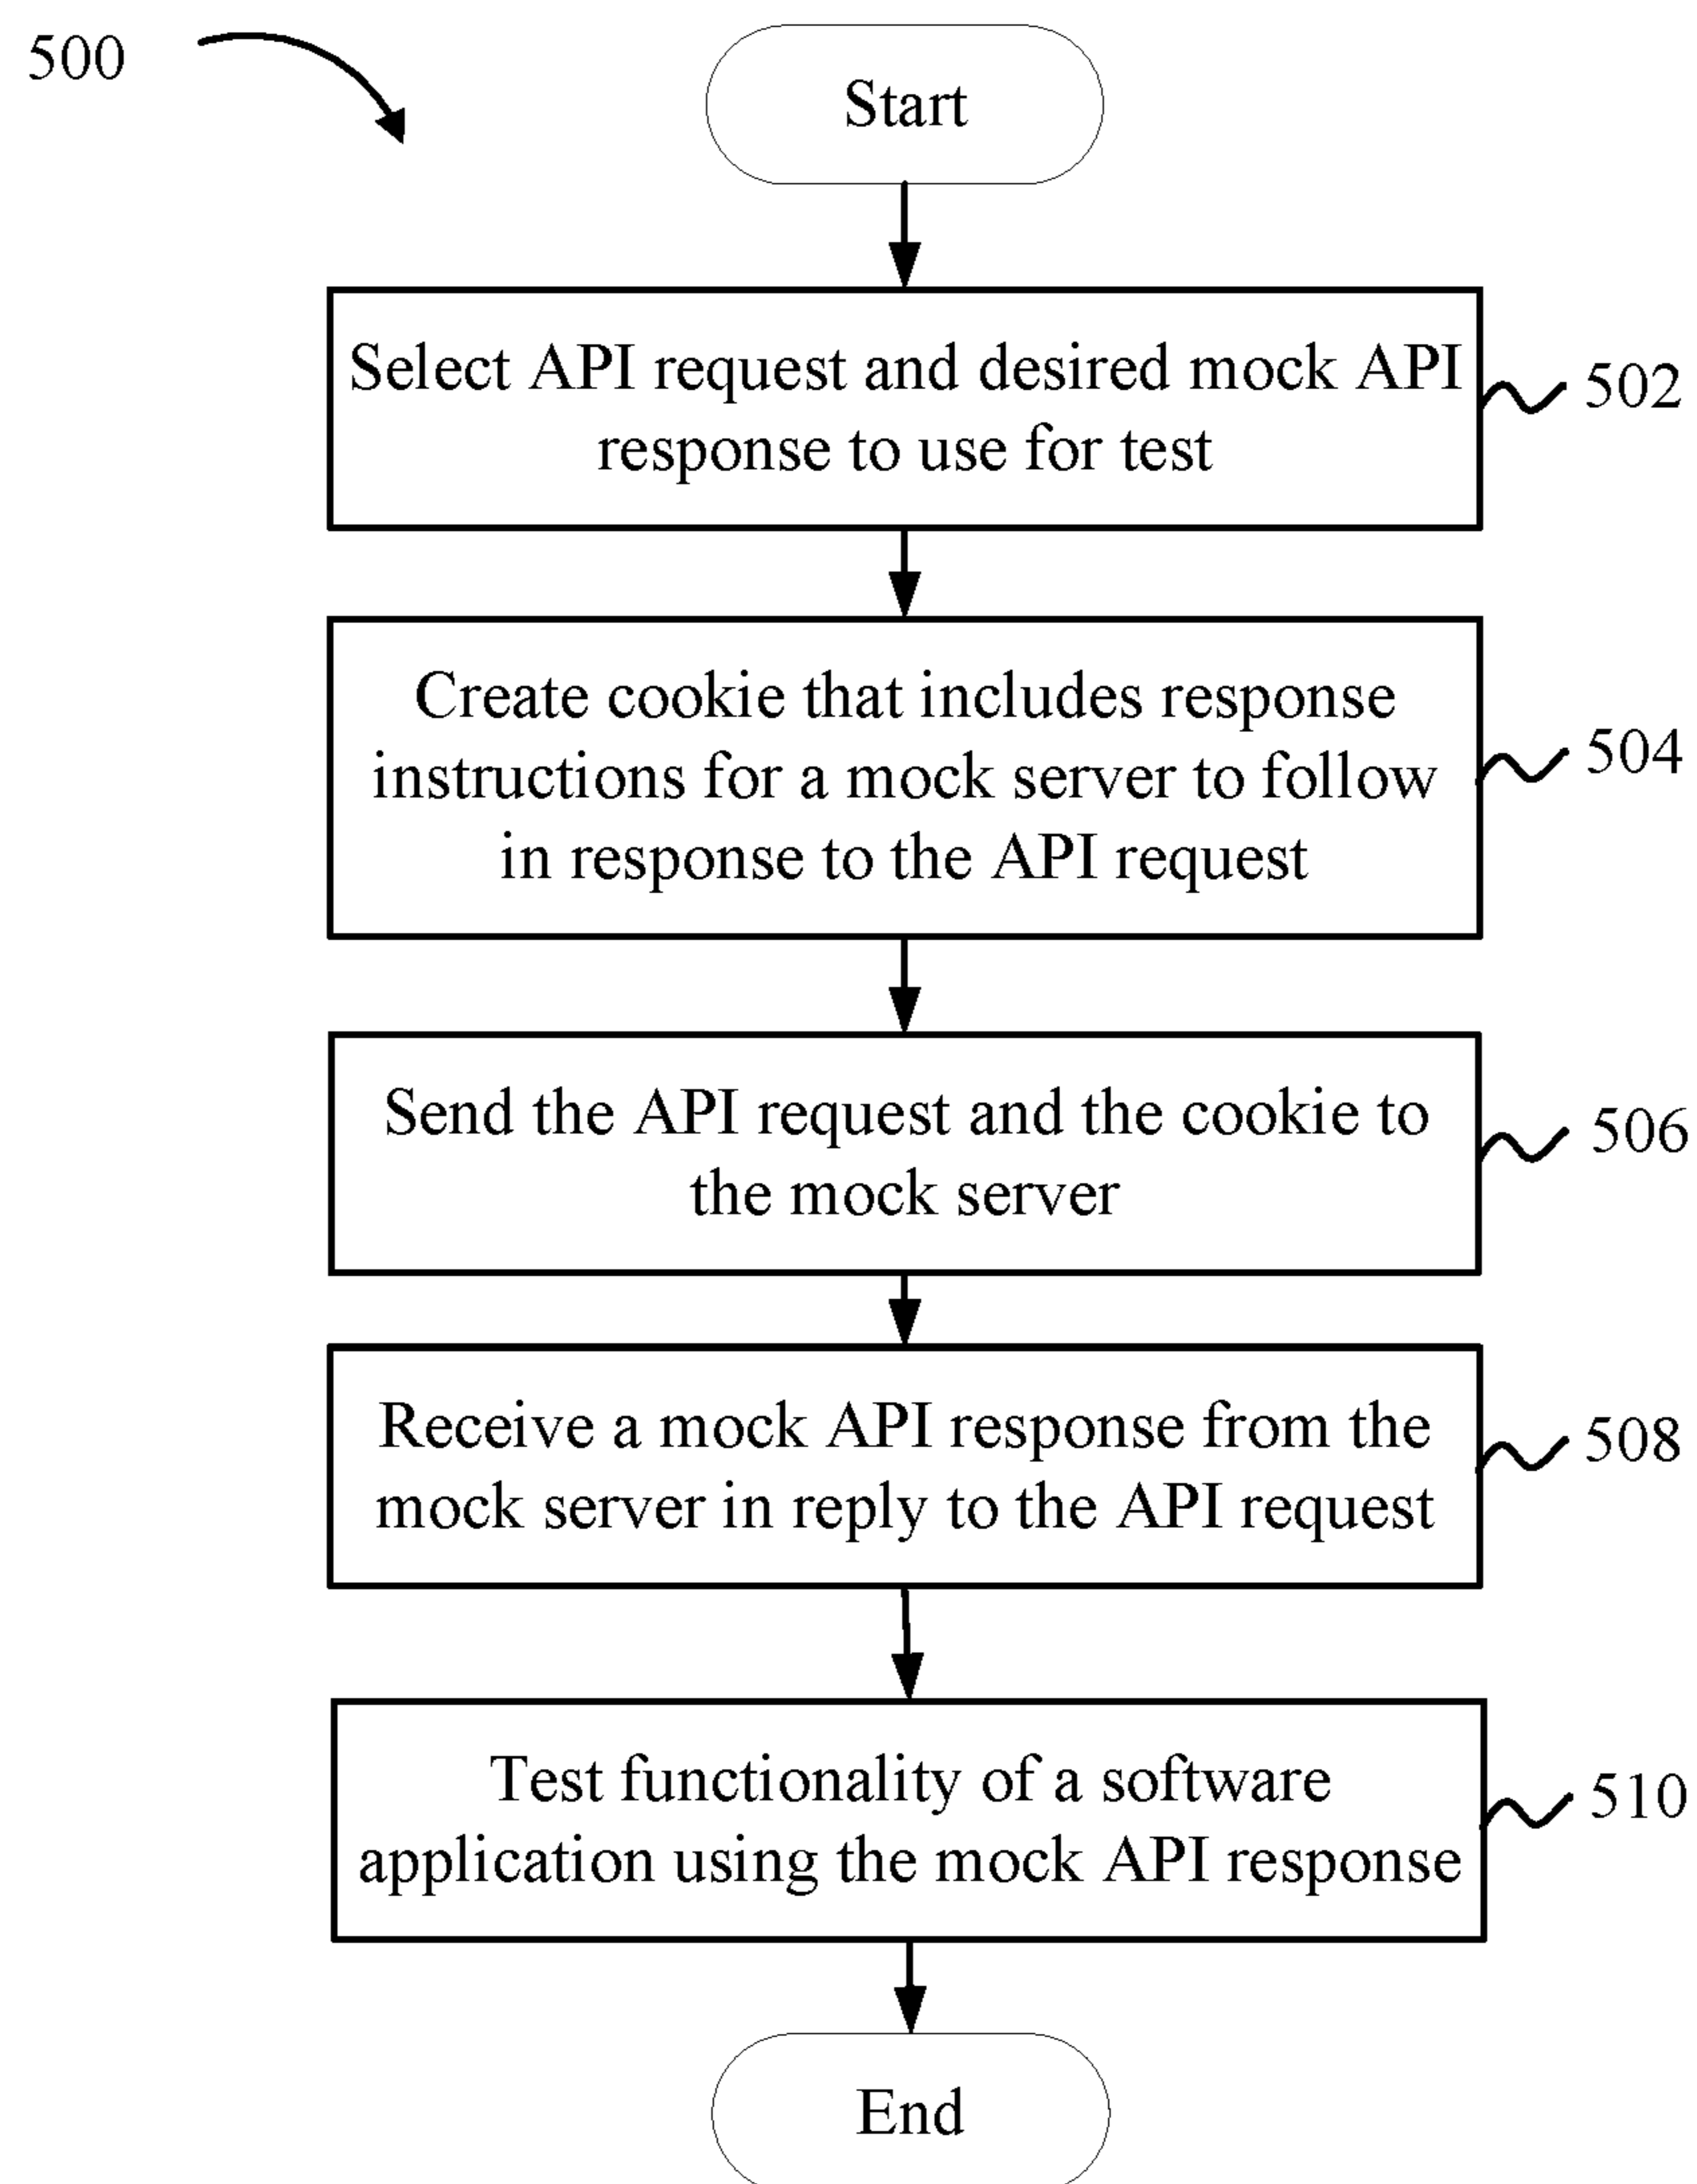 500
Start
Select API request and desired mock API
response to use for test
502
Create cookie that includes response
instructions for a mock server to follow
in response to the API request
504
Send the API request and the cookie to
the mock server
506
Receive a mock API response from the
mock server in reply to the API request
508
Test functionality of a software
application using the mock API response
510
End